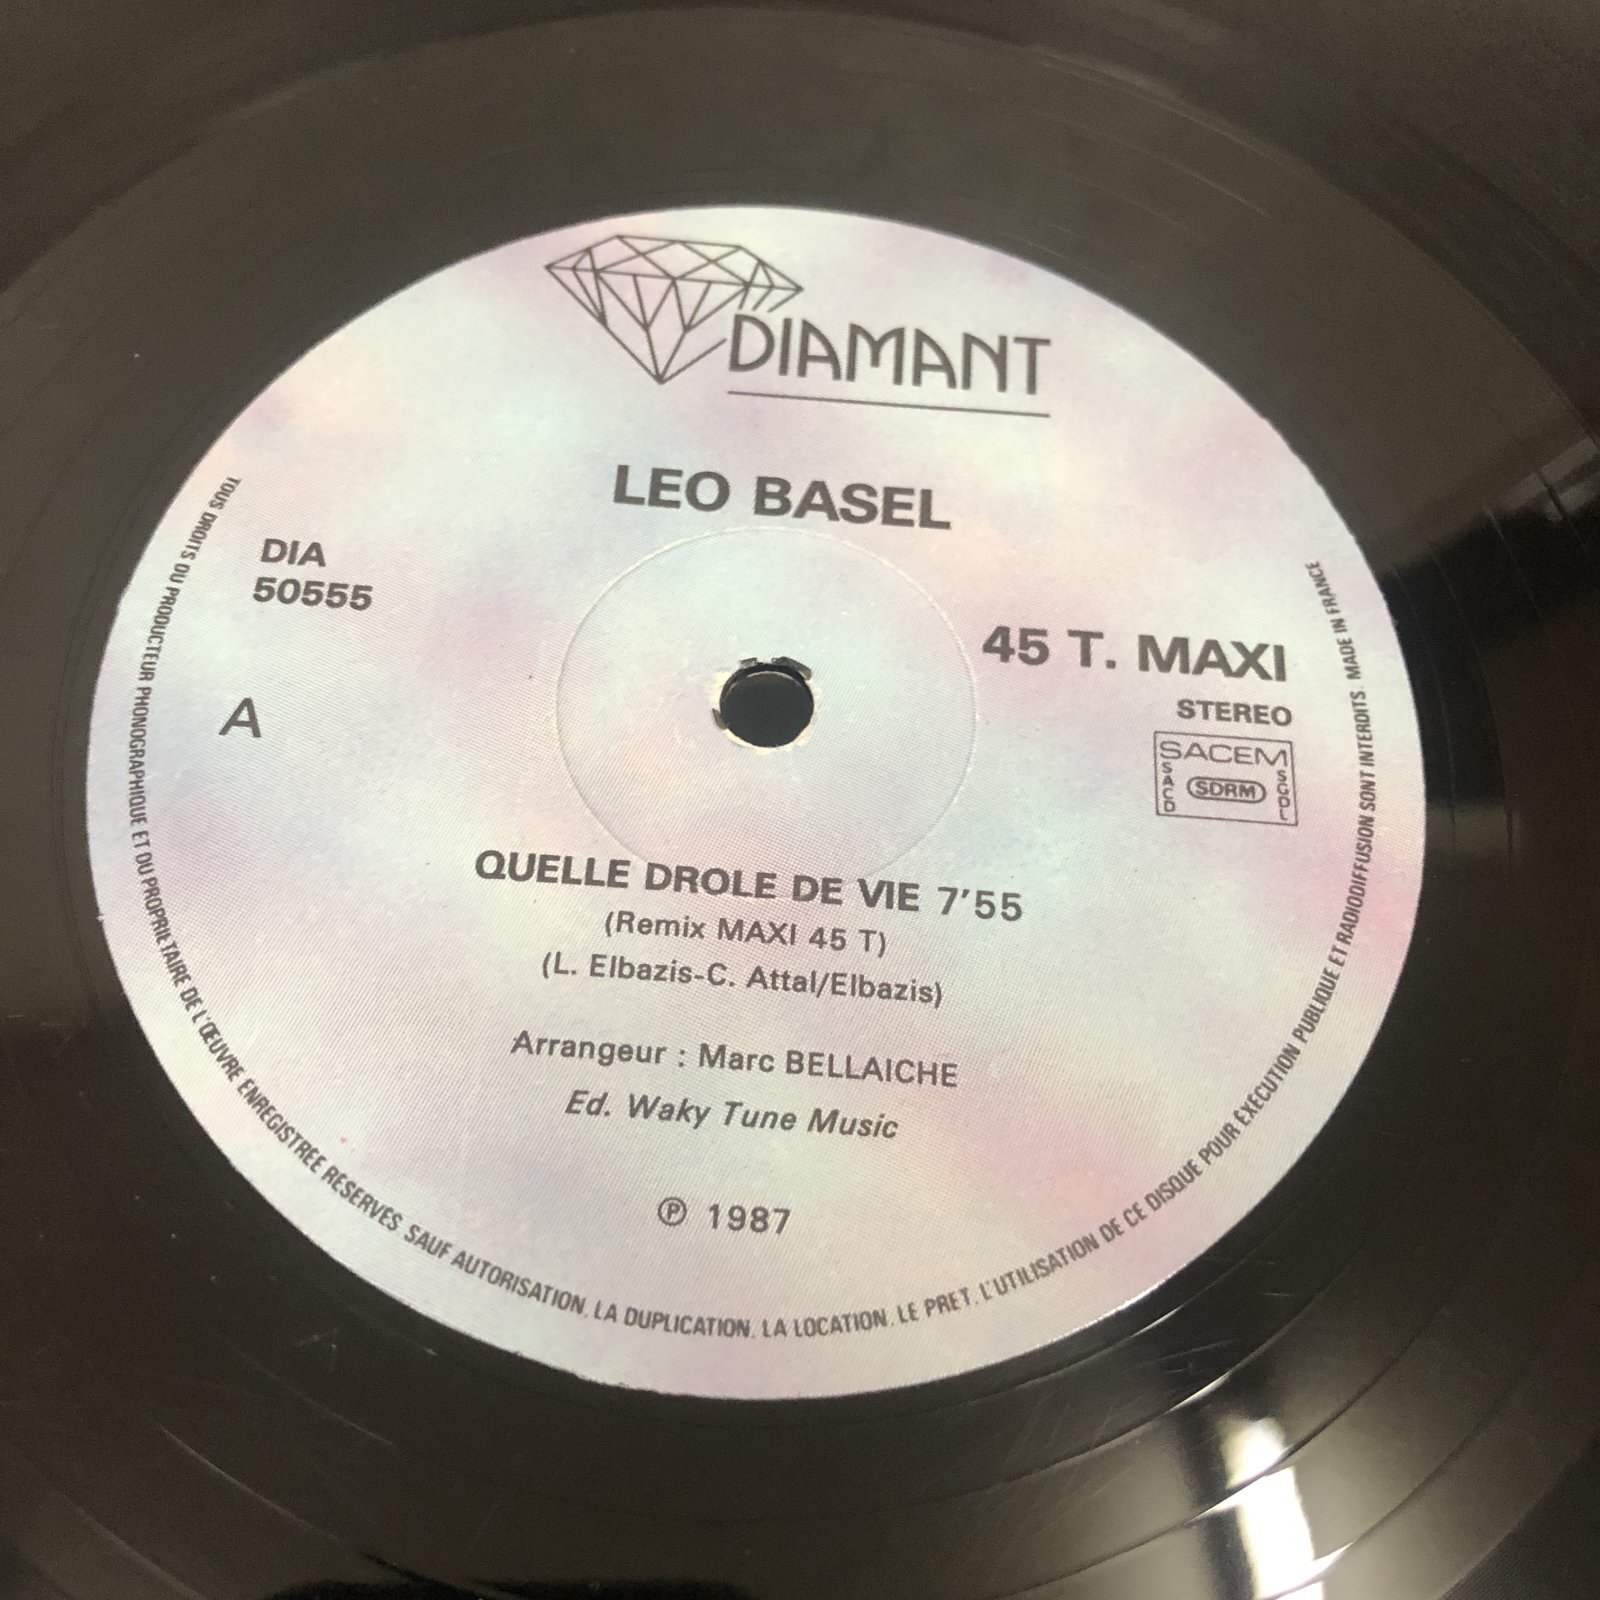 DIAMANT
LEO BASEL
DIA
50555
A
45 T. MAXI
STEREO
SACEM
SACD
SDRM
SGDL
QUELLE DROLE DE VIE 7'55
(Remix MAXI 45 T)
(L. Elbazis-C. Attal/Elbazis)
Arrangeur : Marc BELLAICHE
Ed. Waky Tune Music
℗ 1987
TOUS DROITS DU PRODUCTEUR PHONOGRAPHIQUE ET DU PROPRIETAIRE DE L'ŒUVRE ENREGISTREE RESERVES. SAUF AUTORISATION. LA DUPLICATION. LA LOCATION. LE PRET. L'UTILISATION DE CE DISQUE POUR ÉXÉCUTION PUBLIQUE ET RADIODIFFUSION SONT INTERDITS. MADE IN FRANCE